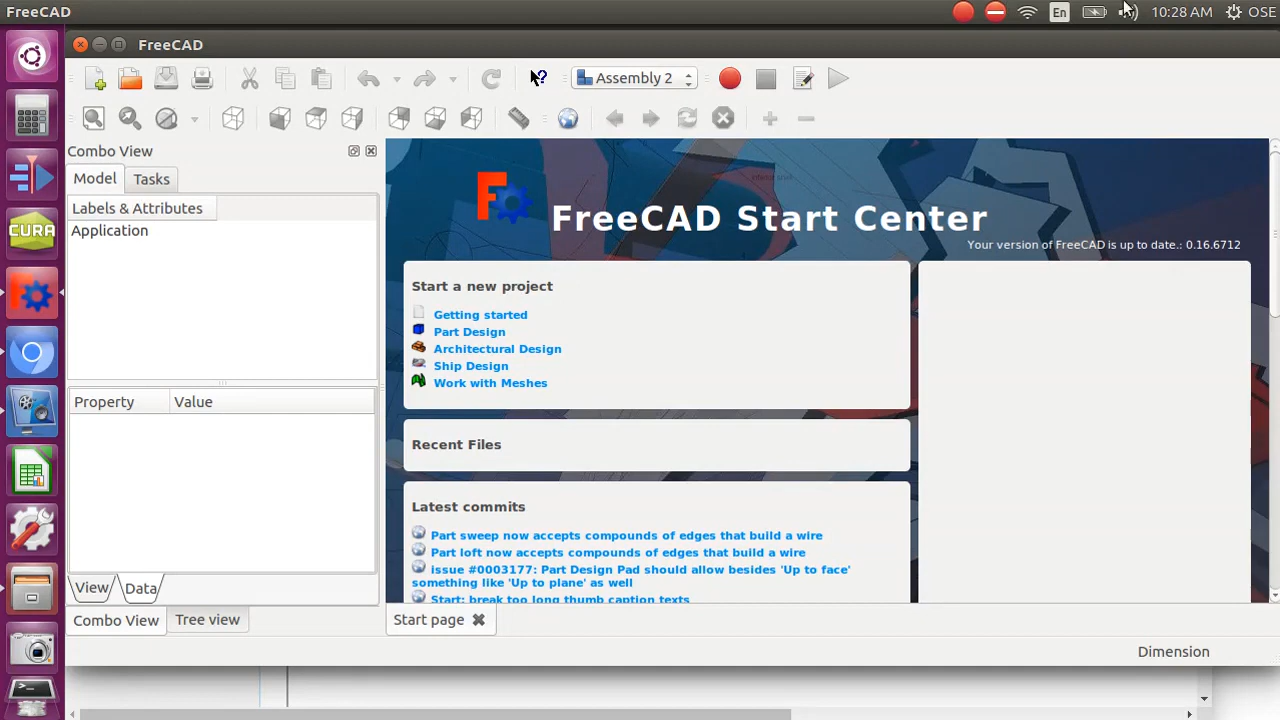 FreeCAD
En
10:28 AM
OSE
FreeCAD
Assembly 2
Combo View
Model
Tasks
Labels & Attributes
Application
Property
Value
View
Data
Combo View
Tree view
CURA
FreeCAD Start Center
Your version of FreeCAD is up to date.: 0.16.6712
Start a new project
Getting started
Part Design
Architectural Design
Ship Design
Work with Meshes
Recent Files
Latest commits
Part sweep now accepts compounds of edges that build a wire
Part loft now accepts compounds of edges that build a wire
issue #0003177: Part Design Pad should allow besides 'Up to face'
something like 'Up to plane' as well
Start: break too long thumb caption texts
Start page
Dimension